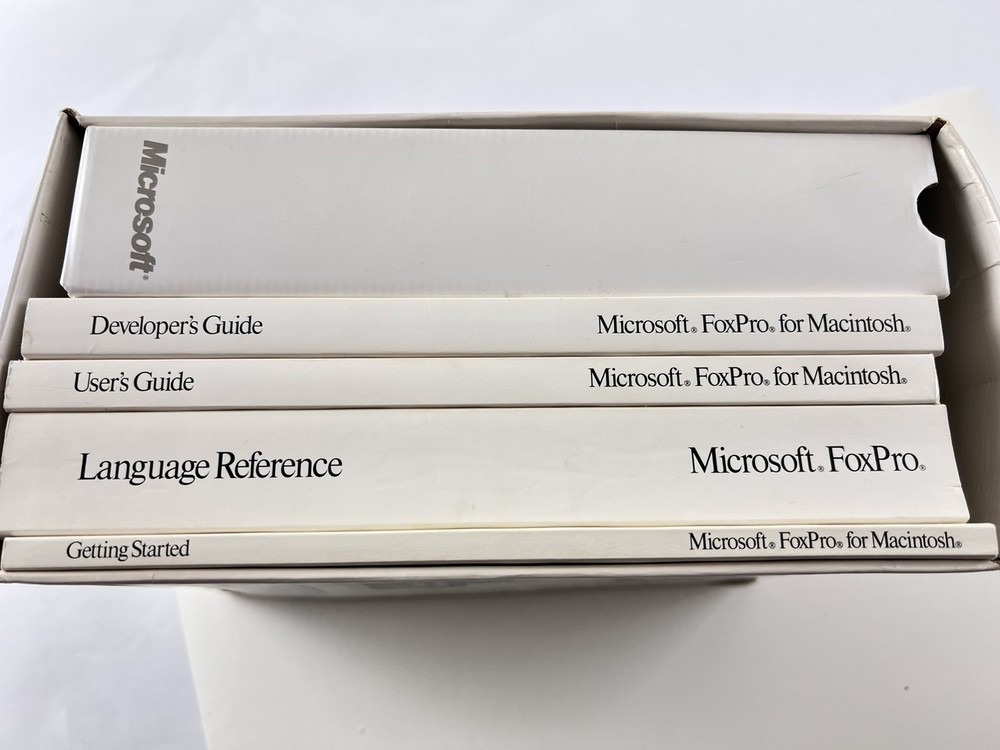 Microsoft®
Developer's Guide Microsoft® FoxPro® for Macintosh®
User's Guide Microsoft® FoxPro® for Macintosh®
Language Reference Microsoft® FoxPro®
Getting Started Microsoft® FoxPro® for Macintosh®